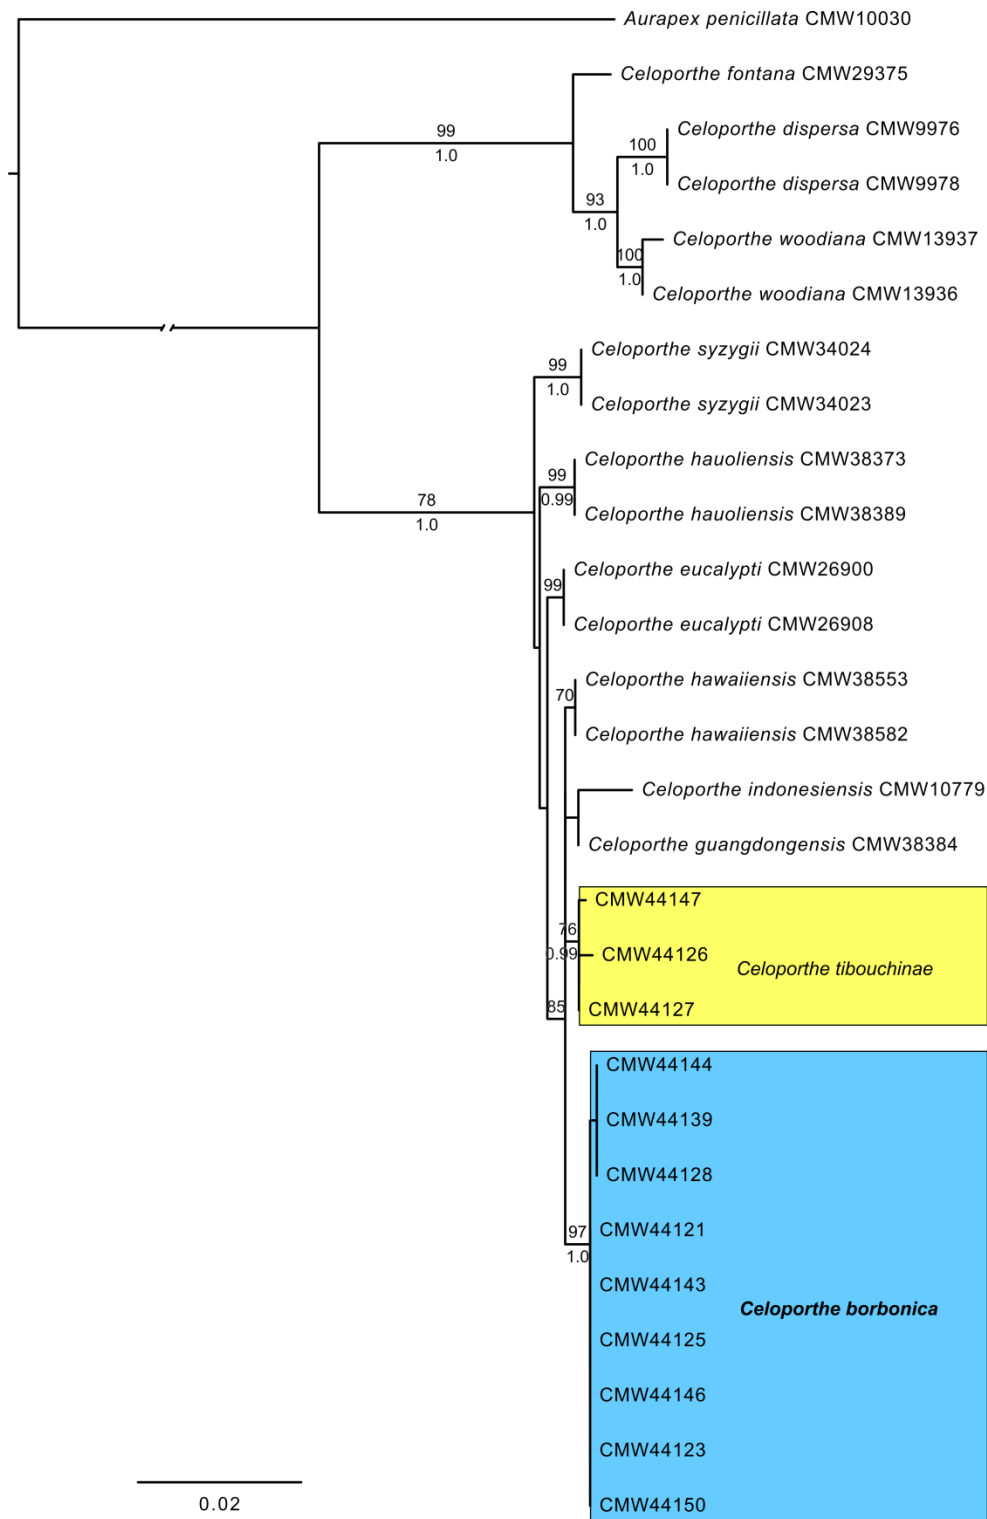 Aurapex penicillata CMW10030
Celoporthe fontana CMW29375
99
1.0
Celoporthe dispersa CMW9976
100
1.0
Celoporthe dispersa CMW9978
93
1.0
Celoporthe woodiana CMW13937
100
1.0
Celoporthe woodiana CMW13936
Celoporthe syzygii CMW34024
99
1.0
Celoporthe syzygii CMW34023
Celoporthe hauoliensis CMW38373
99
0.99
78
1.0
Celoporthe hauoliensis CMW38389
Celoporthe eucalypti CMW26900
99
Celoporthe eucalypti CMW26908
Celoporthe hawaiiensis CMW38553
70
Celoporthe hawaiiensis CMW38582
Celoporthe indonesiensis CMW10779
Celoporthe guangdongensis CMW38384
CMW44147
76
0.99
CMW44126
Celoporthe tibouchinae
85
CMW44127
CMW44144
CMW44139
CMW44128
97
1.0
CMW44121
CMW44143
Celoporthe borbonica
CMW44125
CMW44146
CMW44123
CMW44150
0.02